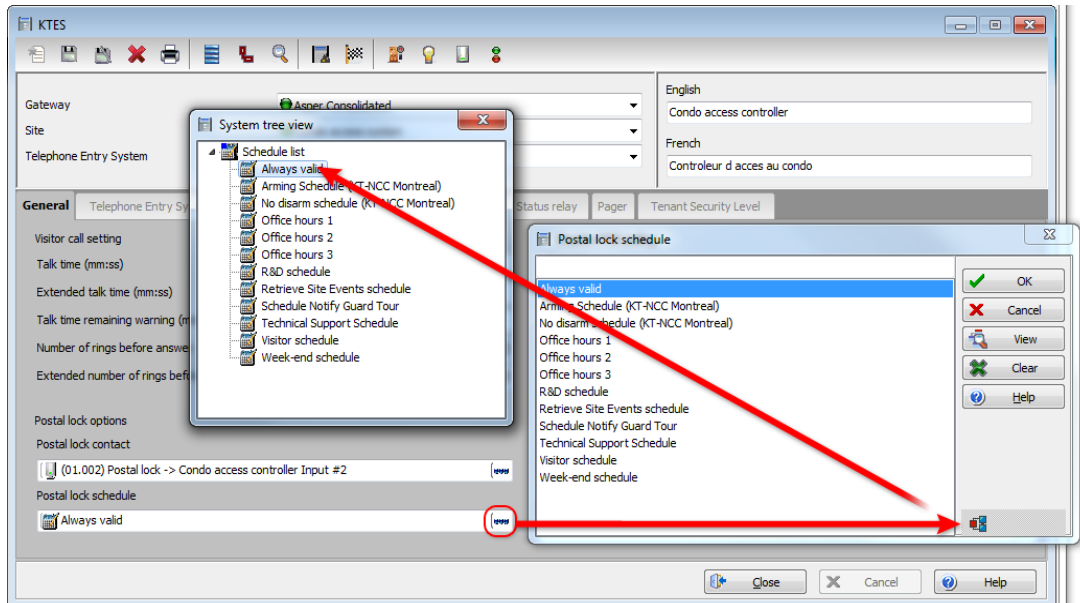 KTES
English
Gateway
Asper Consolidated
Condo access controller
Site
French
Telephone Entry System
Controleur d acces au condo
System tree view
Schedule list
Always valid
Arming Schedule (KT-NCC Montreal)
No disarm schedule (KT-NCC Montreal)
Office hours 1
Office hours 2
Office hours 3
R&D schedule
Retrieve Site Events schedule
Schedule Notify Guard Tour
Technical Support Schedule
Visitor schedule
Week-end schedule
General
Telephone Entry Sy
Status relay
Pager
Tenant Security Level
Visitor call setting
Talk time (mm:ss)
Extended talk time (mm:ss)
Talk time remaining warning (m
Number of rings before answe
Extended number of rings befo
Postal lock options
Postal lock contact
(01.002) Postal lock -> Condo access controller Input #2
Postal lock schedule
Always valid
Postal lock schedule
Always valid
Arming Schedule (KT-NCC Montreal)
No disarm schedule (KT-NCC Montreal)
Office hours 1
Office hours 2
Office hours 3
R&D schedule
Retrieve Site Events schedule
Schedule Notify Guard Tour
Technical Support Schedule
Visitor schedule
Week-end schedule
OK
Cancel
View
Clear
Help
Close
Cancel
Help